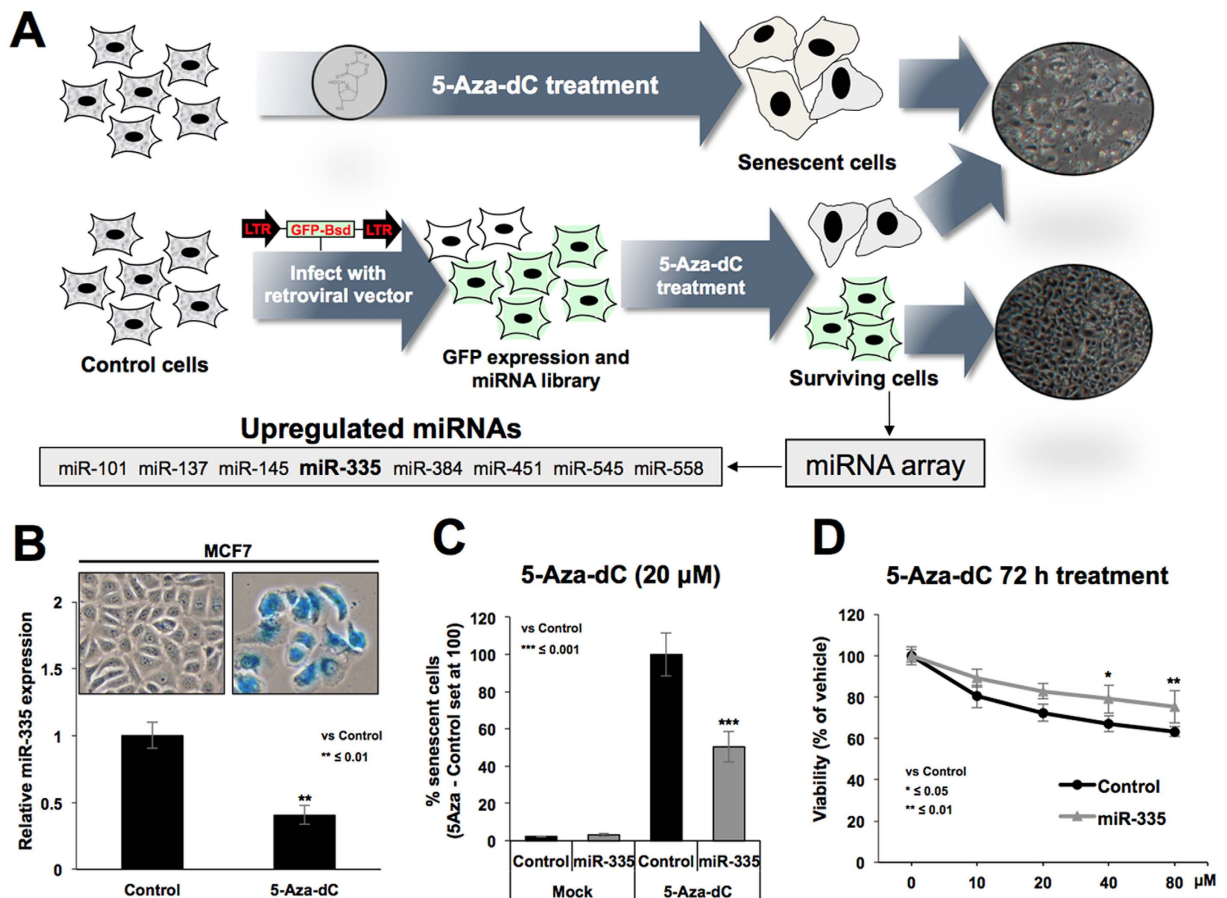 A
5-Aza-dC treatment
Senescent cells
LTR
GFP-Bsd
LTR
Infect with
retroviral vector
5-Aza-dC
treatment
Control cells
GFP expression and
miRNA library
Surviving cells
Upregulated miRNAs
miR-101 miR-137 miR-145 miR-335 miR-384 miR-451 miR-545 miR-558
miRNA array
B
MCF7
Relative miR-335 expression
2
1.5
1
0.5
0
vs Control
** ≤ 0.01
**
Control
5-Aza-dC
C
5-Aza-dC (20 µM)
% senescent cells
(5Aza - Control set at 100)
120
100
80
60
40
20
0
vs Control
*** ≤ 0.001
***
Control miR-335 Control miR-335
Mock
5-Aza-dC
D
5-Aza-dC 72 h treatment
Viability (% of vehicle)
120
100
80
60
40
20
0
*
**
vs Control
* ≤ 0.05
** ≤ 0.01
Control
miR-335
0 10 20 40 80 µM